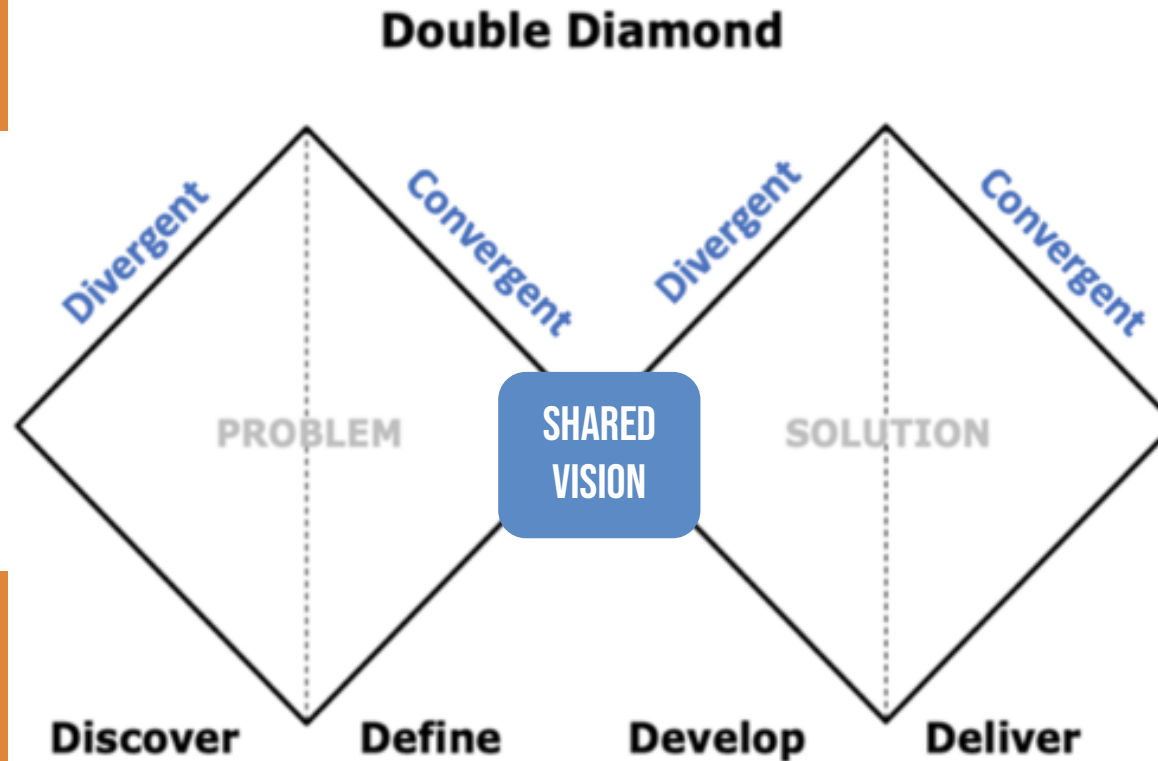 Double Diamond
Divergent
Convergent
Divergent
Convergent
PROBLEM
SHARED
VISION
SOLUTION
Discover
Define
Develop
Deliver